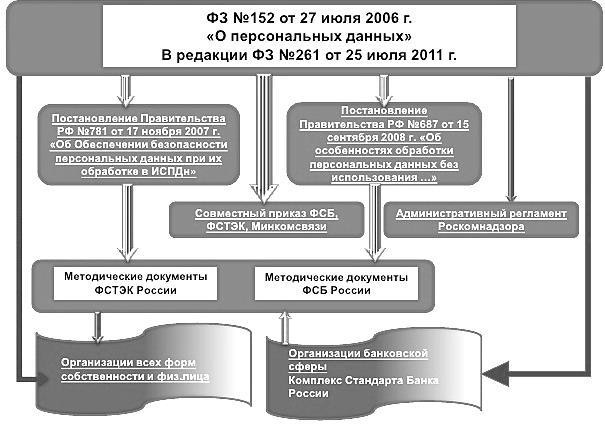 ФЗ №152 от 27 июля 2006 г.
«О персональных данных»
В редакции ФЗ №261 от 25 июля 2011 г.
Постановление Правительства
РФ №781 от 17 ноября 2007 г.
«Об Обеспечении безопасности
персональных данных при их
обработке в ИСПДн»
Постановление
Правительства РФ №687 от 15
сентября 2008 г. «Об
особенностях обработки
персональных данных без
использования ...»
Совместный приказ ФСБ,
ФСТЭК, Минкомсвязи
Административный регламент
Роскомнадзора
Методические документы
ФСТЭК России
Методические документы
ФСБ России
Организации всех форм
собственности и физ.лица
Организации банковской
сферы
Комплекс Стандарта Банка
России